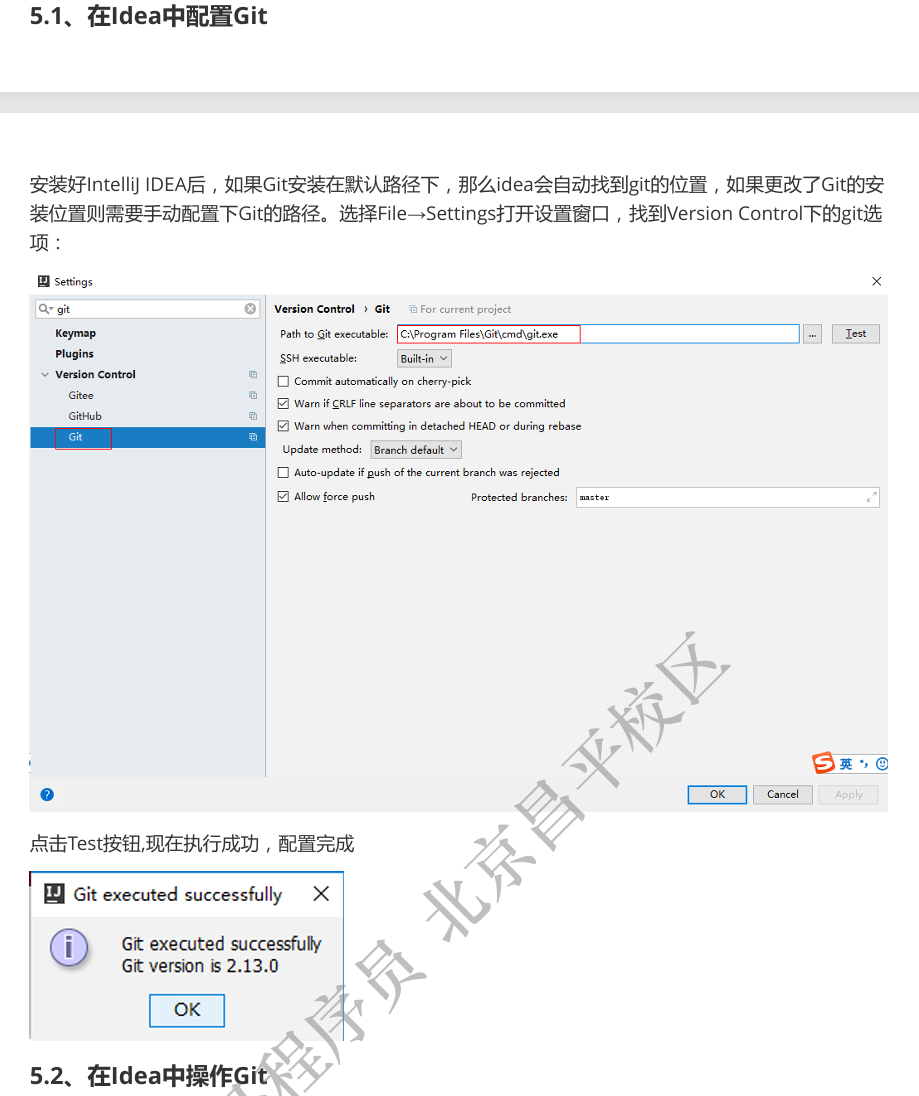 5.1、在Idea中配置Git
安装好IntelliJ IDEA后，如果Git安装在默认路径下，那么idea会自动找到git的位置，如果更改了Git的安
装位置则需要手动配置下Git的路径。选择File→Settings打开设置窗口，找到Version Control下的git选
项：
Settings
git
Version Control › Git For current project
Keymap
Path to Git executable: C:\Program Files\Git\cmd\git.exe ... Test
Plugins
SSH executable: Built-in
Version Control
Commit automatically on cherry-pick
Gitee
Warn if CRLF line separators are about to be committed
GitHub
Warn when committing in detached HEAD or during rebase
Git
Update method: Branch default
Auto-update if push of the current branch was rejected
Allow force push Protected branches: master
英
? OK Cancel Apply
点击Test按钮,现在执行成功，配置完成
Git executed successfully
Git executed successfully
Git version is 2.13.0
OK
5.2、在Idea中操作Git
程序员 北京昌平校区